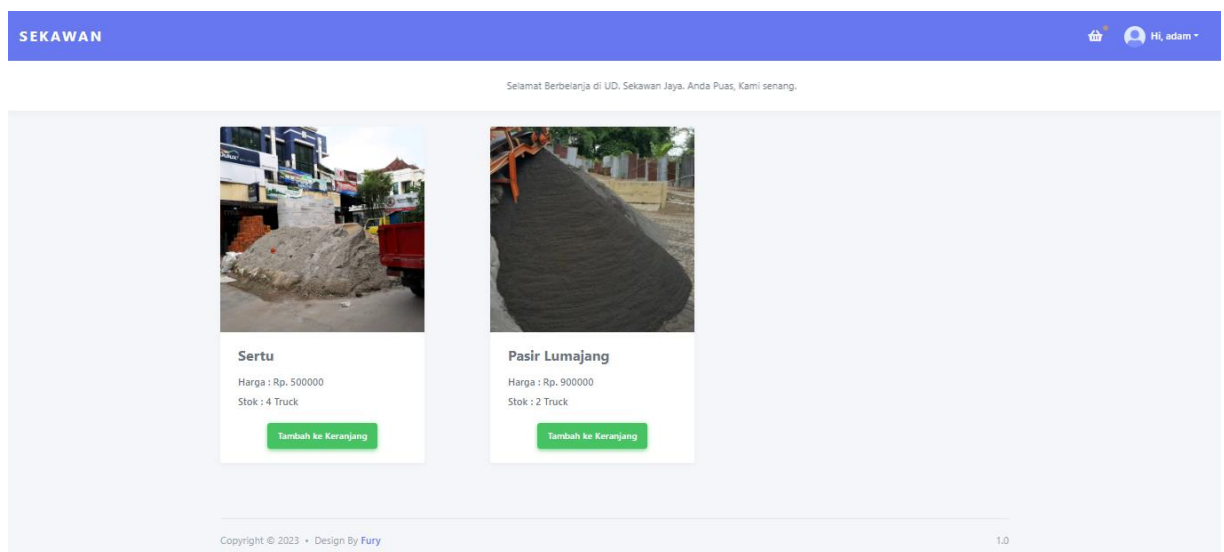 SEKAWAN
Hi, adam
Selamat Berbelanja di UD. Sekawan Jaya. Anda Puas, Kami senang.
Sertu
Harga : Rp. 500000
Stok : 4 Truck
Tambah ke Keranjang
Pasir Lumajang
Harga : Rp. 900000
Stok : 2 Truck
Tambah ke Keranjang
Copyright © 2023 • Design By Fury
1.0